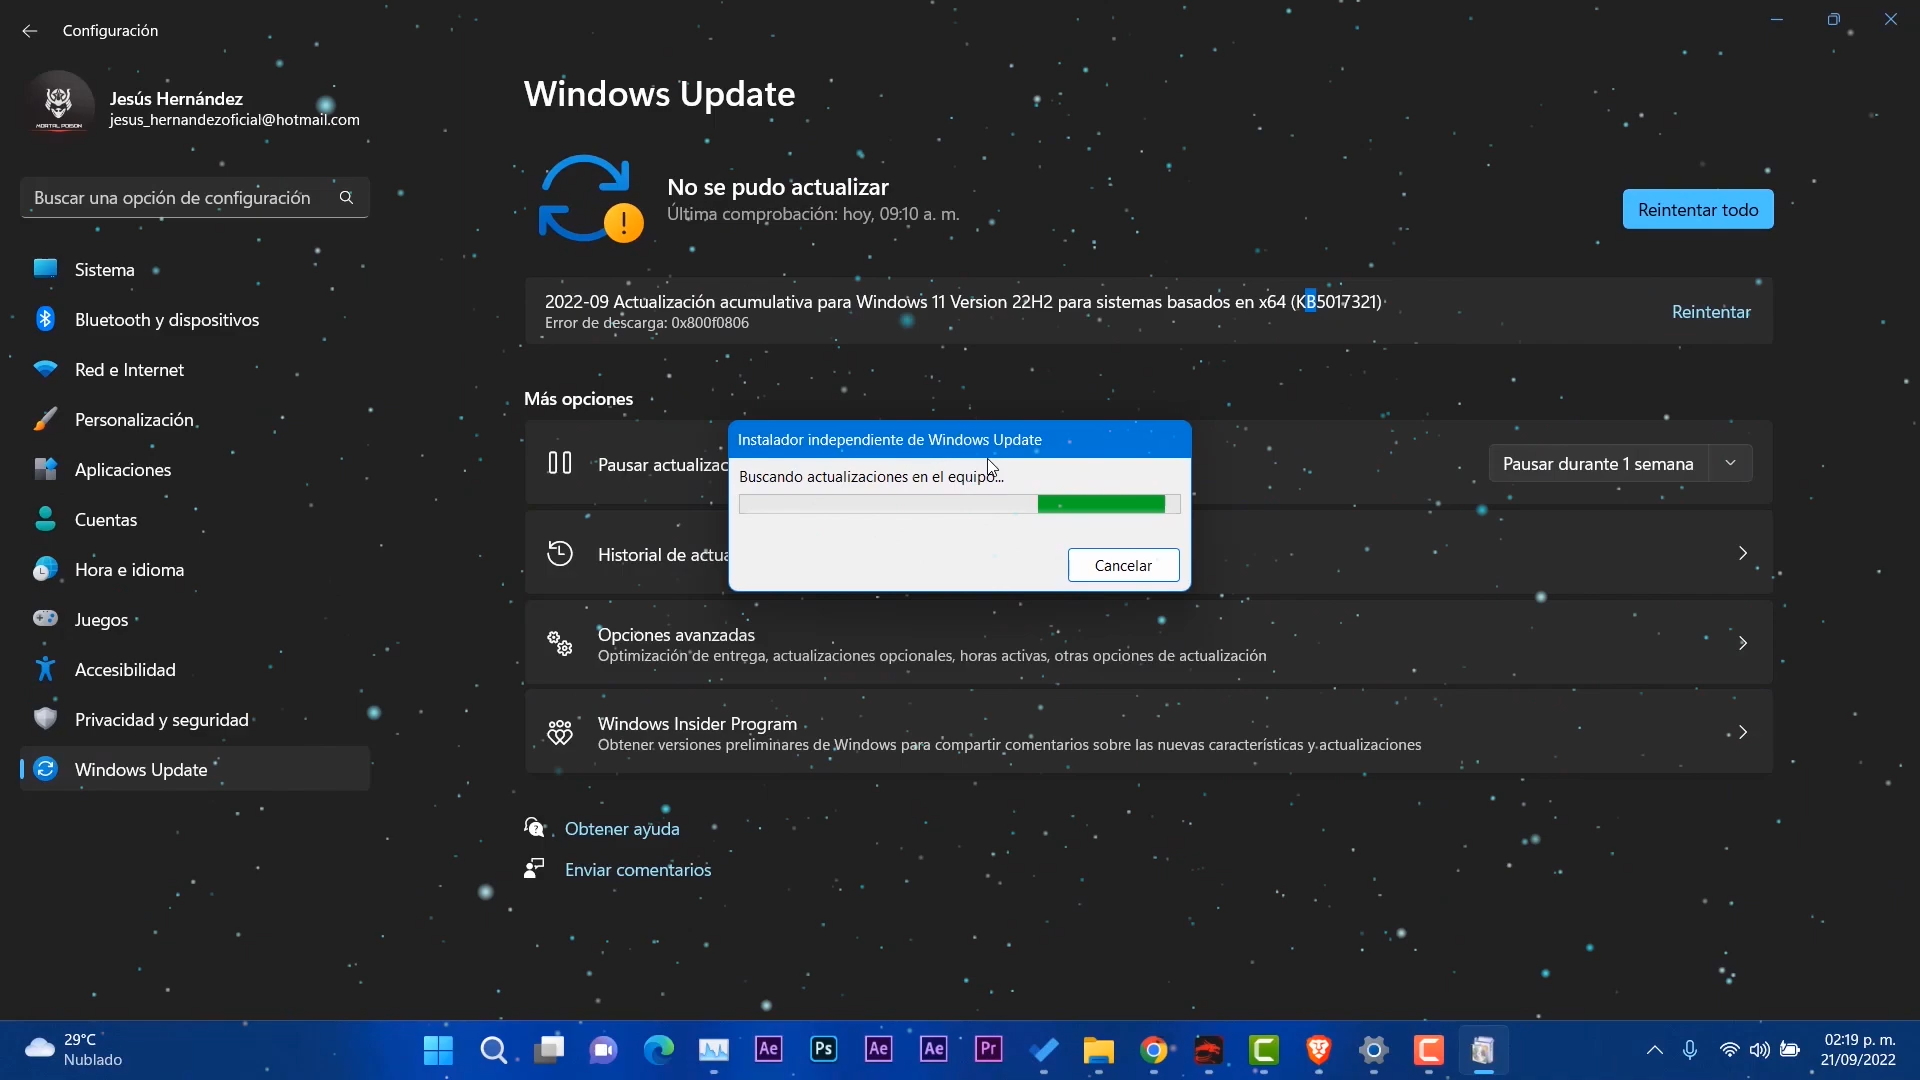 Configuración
MORTAL POISON
Jesús Hernández
jesus_hernandezoficial@hotmail.com
Buscar una opción de configuración
Sistema
Bluetooth y dispositivos
Red e Internet
Personalización
Aplicaciones
Cuentas
Hora e idioma
Juegos
Accesibilidad
Privacidad y seguridad
Windows Update
Windows Update
No se pudo actualizar
Última comprobación: hoy, 09:10 a. m.
Reintentar todo
2022-09 Actualización acumulativa para Windows 11 Version 22H2 para sistemas basados en x64 (KB5017321)
Error de descarga: 0x800f0806
Reintentar
Más opciones
Pausar actualizac
Pausar durante 1 semana
Instalador independiente de Windows Update
Buscando actualizaciones en el equipo...
Cancelar
Historial de actua
Opciones avanzadas
Optimización de entrega, actualizaciones opcionales, horas activas, otras opciones de actualización
Windows Insider Program
Obtener versiones preliminares de Windows para compartir comentarios sobre las nuevas características y actualizaciones
Obtener ayuda
Enviar comentarios
29°C
Nublado
Ae
Ps
Ae
Ae
Pr
02:19 p. m.
21/09/2022